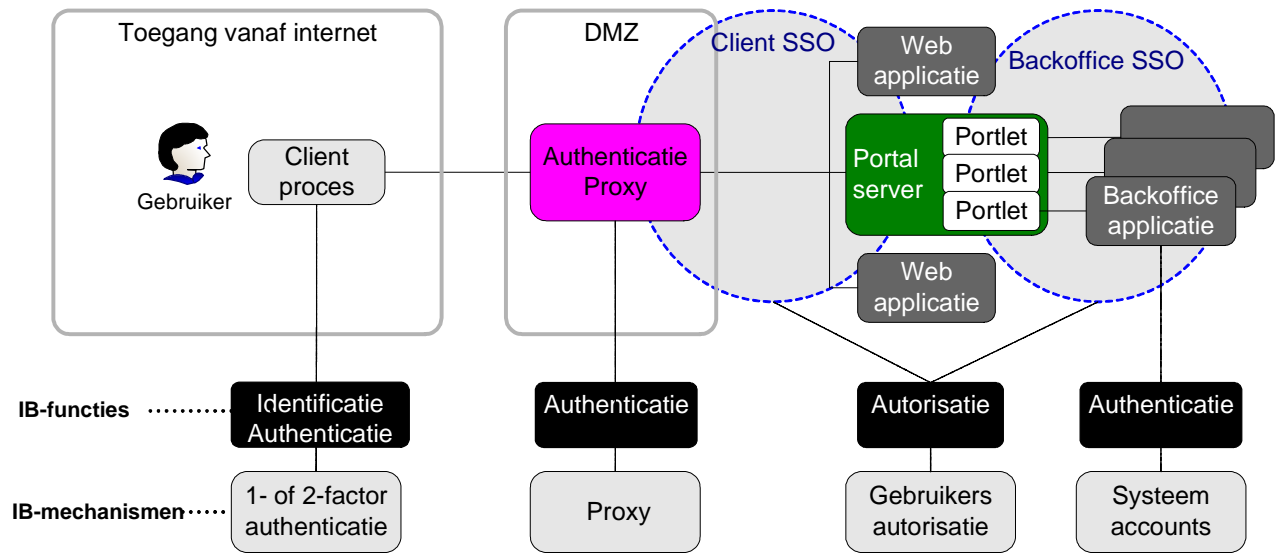 Toegang vanaf internet
DMZ
Client SSO
Web
applicatie
Backoffice SSO
Gebruiker
Client
proces
Authenticatie
Proxy
Portal
server
Portlet
Portlet
Portlet
Backoffice
applicatie
Web
applicatie
IB-functies
Identificatie
Authenticatie
Authenticatie
Autorisatie
Authenticatie
IB-mechanismen
1- of 2-factor
authenticatie
Proxy
Gebruikers
autorisatie
Systeem
accounts